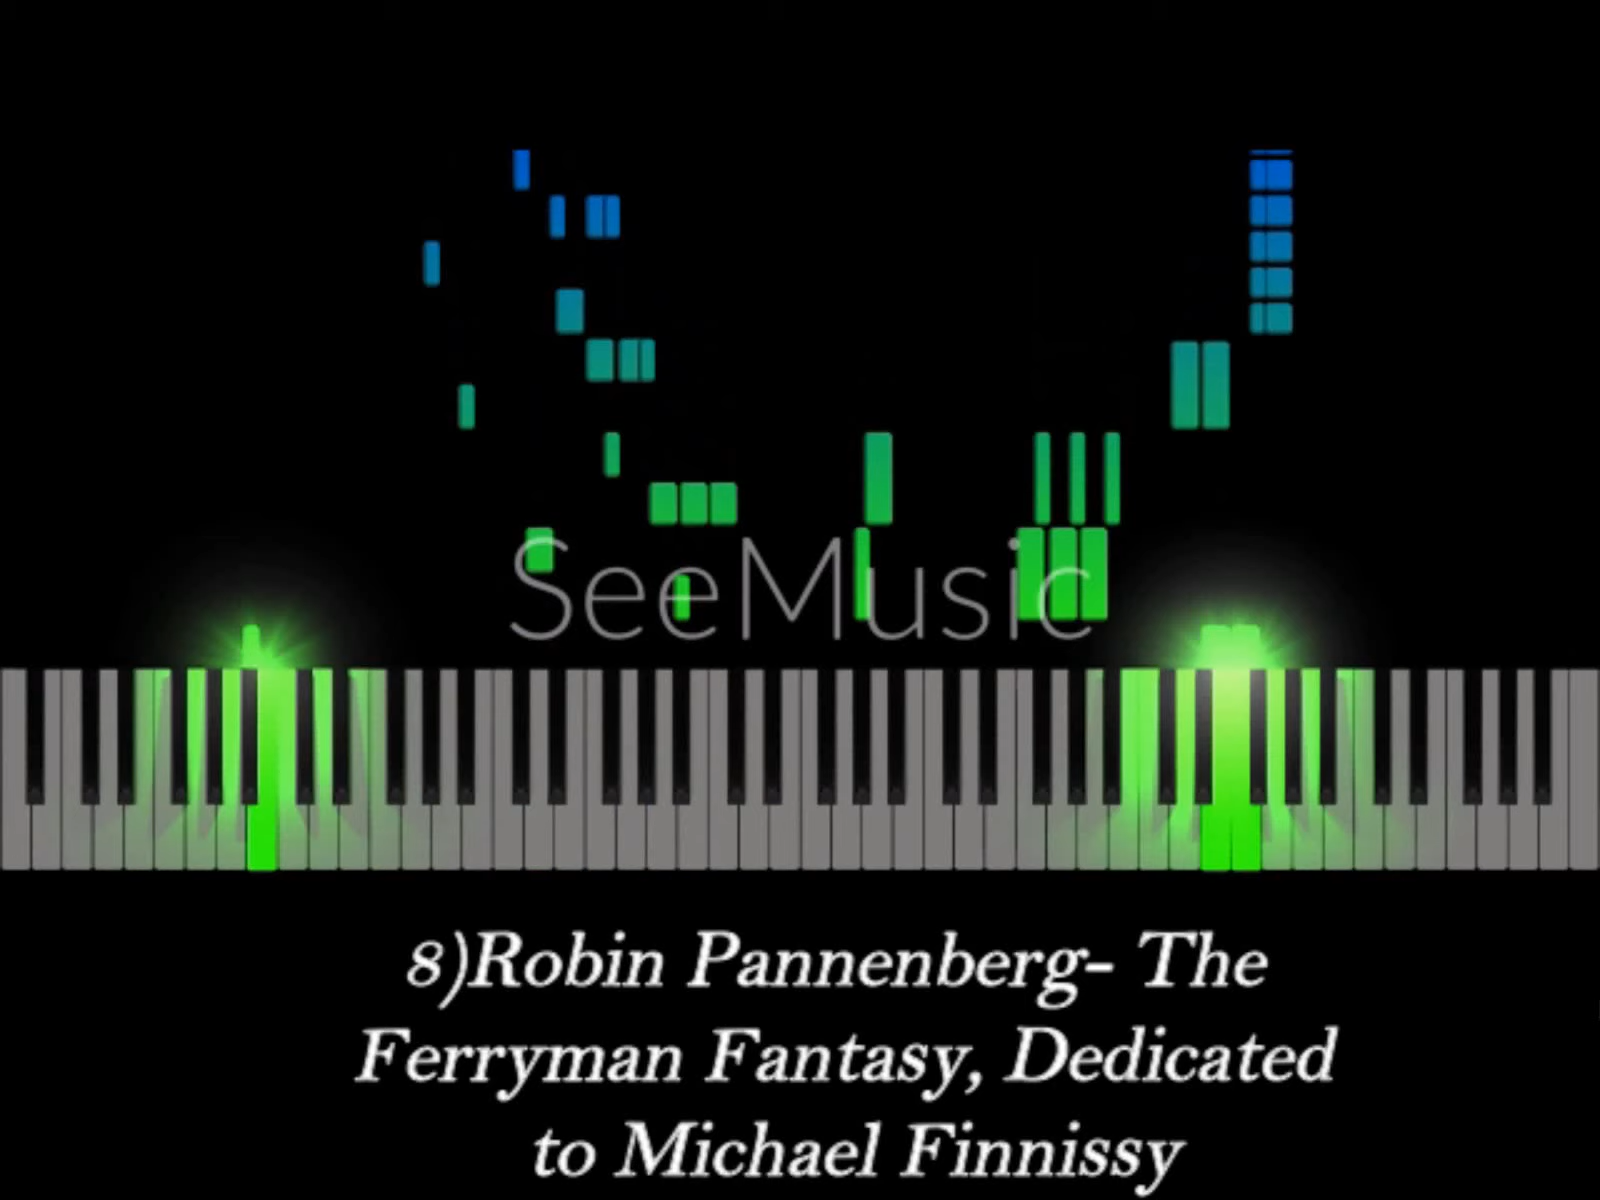 SeeMusic
8)Robin Pannenberg- The
Ferryman Fantasy, Dedicated
to Michael Finnissy